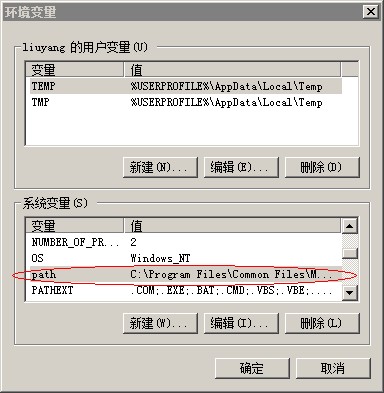 环境变量
liuyang 的用户变量(U)
变量 值
TEMP %USERPROFILE%\AppData\Local\Temp
TMP %USERPROFILE%\AppData\Local\Temp
新建(N)... 编辑(E)... 删除(D)
系统变量(S)
变量 值
NUMBER_OF_PR... 2
OS Windows_NT
path C:\Program Files\Common Files\M...
PATHEXT .COM;.EXE;.BAT;.CMD;.VBS;.VBE;....
新建(W)... 编辑(I)... 删除(L)
确定 取消